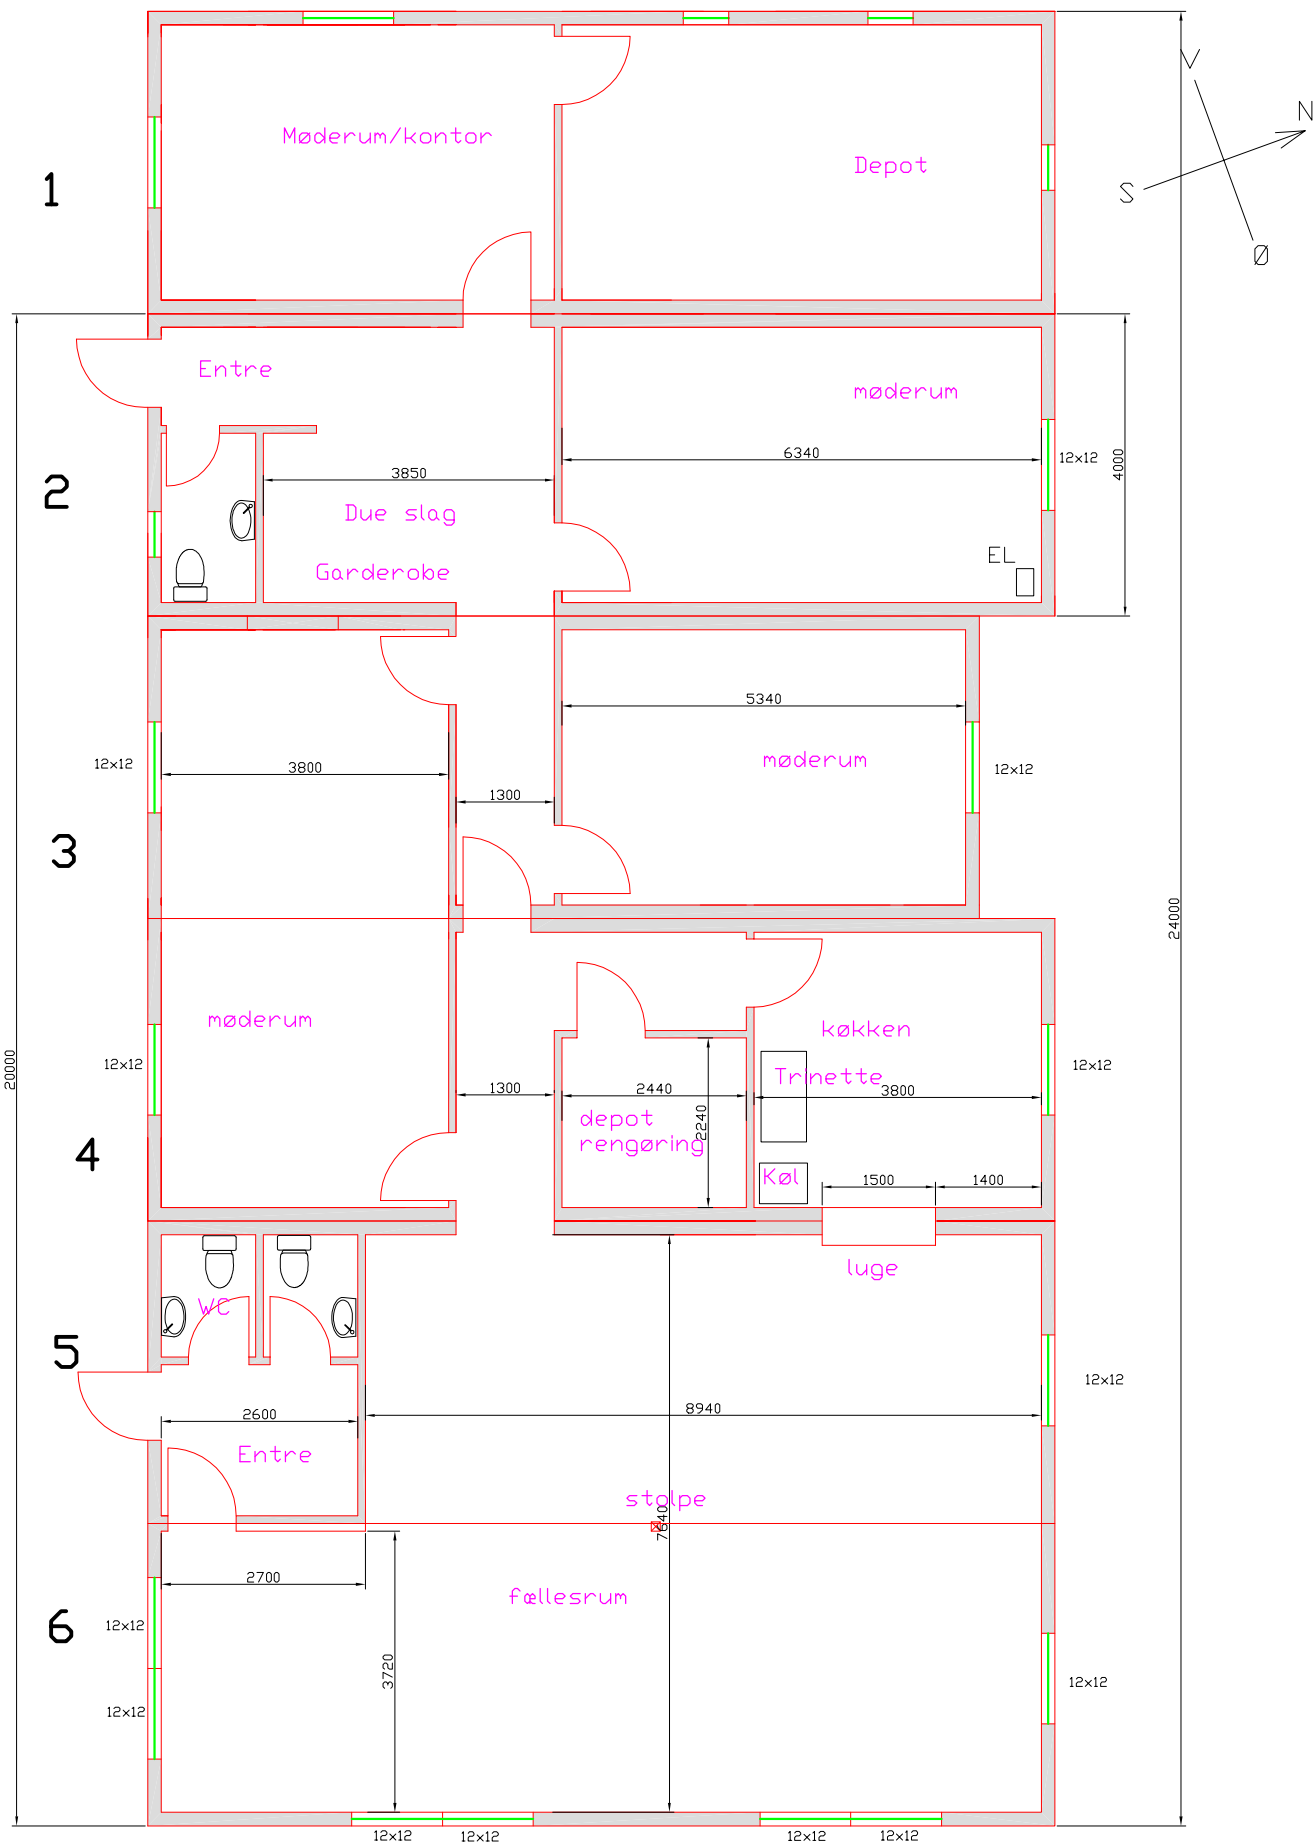 V
N
Møderum/kontor
Depot
1
S
Ø
Entre
møderum
6340
12x12
4000
3850
2
Due slag
EL
Garderobe
5340
møderum
12x12
3800
12x12
1300
3
24000
møderum
køkken
20000
12x12
12x12
Trinette
1300
2440
3800
depot
rengøring
2240
4
Køl
1500
1400
luge
WC
5
12x12
2600
8940
Entre
stolpe
7640
2700
fællesrum
6
12x12
3720
12x12
12x12
12x12
12x12
12x12
12x12